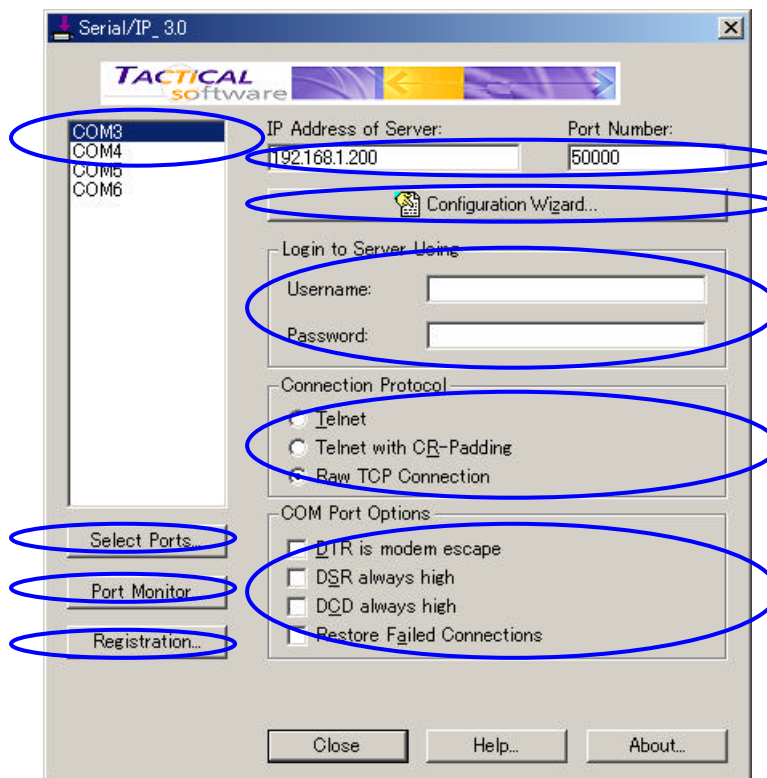 Serial/IP_ 3.0
TACTICAL
software
COM3
COM4
COM5
COM6
IP Address of Server:
Port Number:
192.168.1.200
50000
Configuration Wizard...
Login to Server Using
Username:
Password:
Connection Protocol
Telnet
Telnet with CR-Padding
Raw TCP Connection
COM Port Options
DTR is modem escape
DSR always high
DCD always high
Restore Failed Connections
Select Ports...
Port Monitor
Registration...
Close
Help...
About...